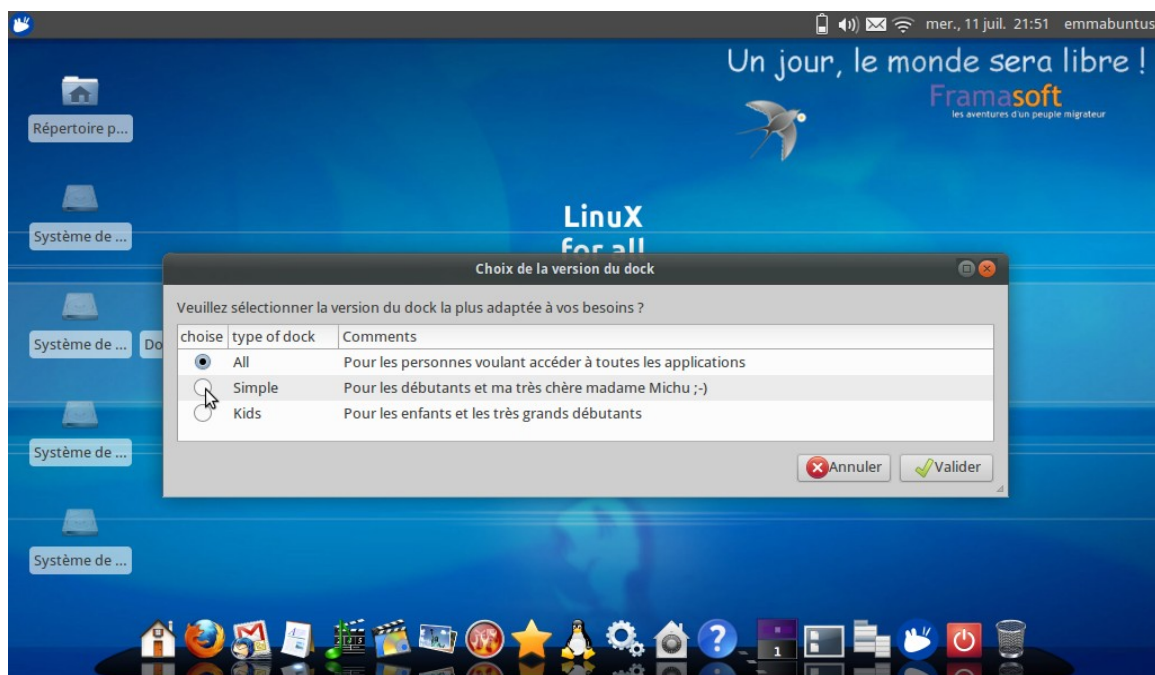 mer., 11 juil. 21:51 emmabuntus
Un jour, le monde sera libre !
Framasoft
les aventures d'un peuple migrateur
Répertoire p...
Système de ...
LinuX
for all
Choix de la version du dock
Veuillez sélectionner la version du dock la plus adaptée à vos besoins ?
choise type of dock Comments
All Pour les personnes voulant accéder à toutes les applications
Simple Pour les débutants et ma très chère madame Michu ;-)
Kids Pour les enfants et les très grands débutants
Annuler Valider
Système de ... Do
Système de ...
Système de ...
1